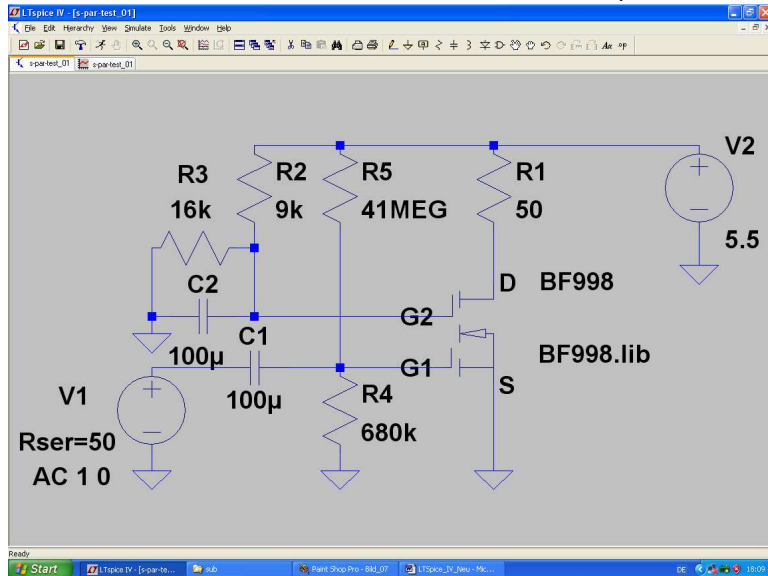 LTspice IV - [s-par-test_01]
File Edit Hierarchy View Simulate Tools Window Help
s-par-test_01 s-par-test_01
V2
R3 R2 R5 R1
16k 9k 41MEG 50
5.5
C2 D BF998
G2
C1 BF998.lib
100µ G1
V1 100µ R4 S
Rser=50 680k
AC 1 0
Ready
Start LTspice IV - [s-par-te... sub Paint Shop Pro - Bild_07 LTSpice_IV_Neu - Mic... DE 18:09